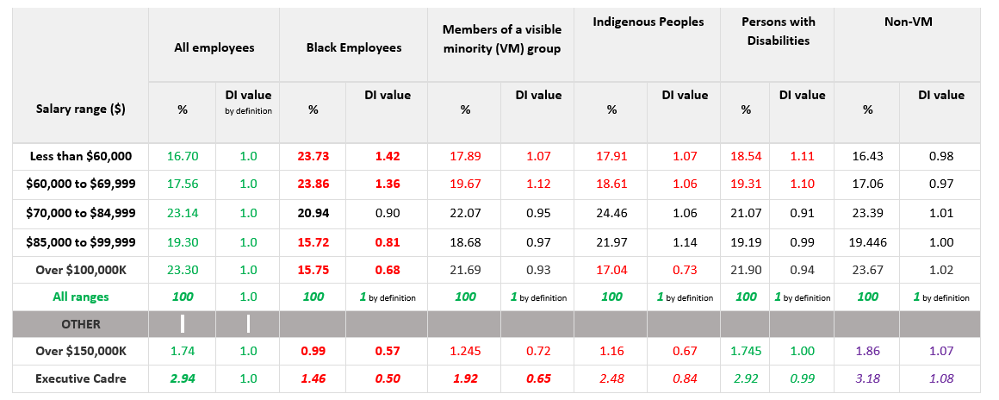 Salary range ($) All employees Black Employees Members of a visible minority (VM) group Indigenous Peoples Persons with Disabilities Non-VM
% DI value by definition % DI value % DI value % DI value % DI value % DI value
Less than $60,000 16.70 1.0 23.73 1.42 17.89 1.07 17.91 1.07 18.54 1.11 16.43 0.98
$60,000 to $69,999 17.56 1.0 23.86 1.36 19.67 1.12 18.61 1.06 19.31 1.10 17.06 0.97
$70,000 to $84,999 23.14 1.0 20.94 0.90 22.07 0.95 24.46 1.06 21.07 0.91 23.39 1.01
$85,000 to $99,999 19.30 1.0 15.72 0.81 18.68 0.97 21.97 1.14 19.19 0.99 19.446 1.00
Over $100,000K 23.30 1.0 15.75 0.68 21.69 0.93 17.04 0.73 21.90 0.94 23.67 1.02
All ranges 100 1.0 100 1 by definition 100 1 by definition 100 1 by definition 100 1 by definition 100 1 by definition
OTHER
Over $150,000K 1.74 1.0 0.99 0.57 1.245 0.72 1.16 0.67 1.745 1.00 1.86 1.07
Executive Cadre 2.94 1.0 1.46 0.50 1.92 0.65 2.48 0.84 2.92 0.99 3.18 1.08